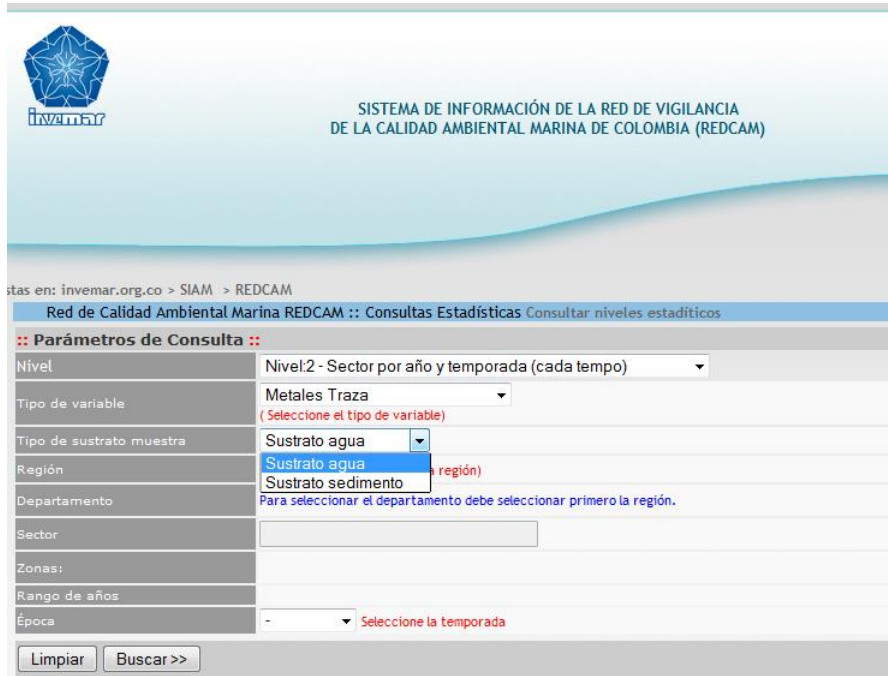 invemar
SISTEMA DE INFORMACIÓN DE LA RED DE VIGILANCIA
DE LA CALIDAD AMBIENTAL MARINA DE COLOMBIA (REDCAM)
stas en: invemar.org.co > SIAM > REDCAM
Red de Calidad Ambiental Marina REDCAM :: Consultas Estadísticas Consultar niveles estadíticos
:: Parámetros de Consulta ::
Nivel Nivel:2 - Sector por año y temporada (cada tempo)
Tipo de variable Metales Traza
( Seleccione el tipo de variable)
Tipo de sustrato muestra Sustrato agua
Región Sustrato agua región)
Sustrato sedimento
Departamento Para seleccionar el departamento debe seleccionar primero la región.
Sector
Zonas:
Rango de años
Época - Seleccione la temporada
Limpiar Buscar >>